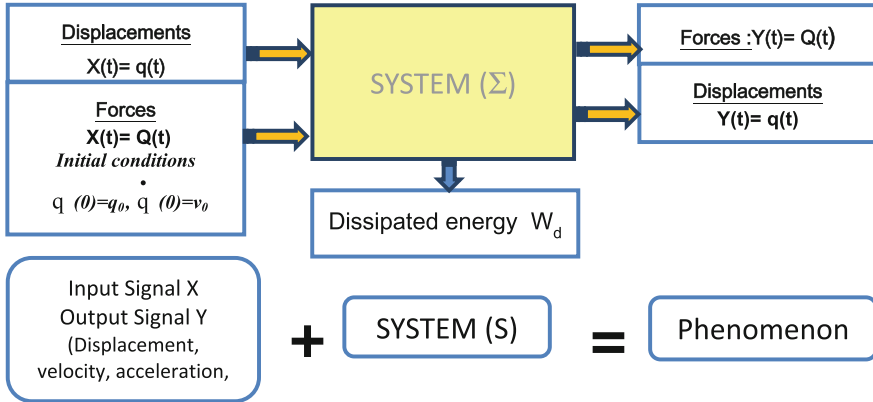 Displacements
X(t)= q(t)
Forces
X(t)= Q(t)
Initial conditions
q (0)=q₀, q̇ (0)=v₀
SYSTEM (Σ)
Forces :Y(t)= Q(t)
Displacements
Y(t)= q(t)
Dissipated energy W_d
Input Signal X
Output Signal Y
(Displacement,
velocity, acceleration,
+
SYSTEM (S)
=
Phenomenon